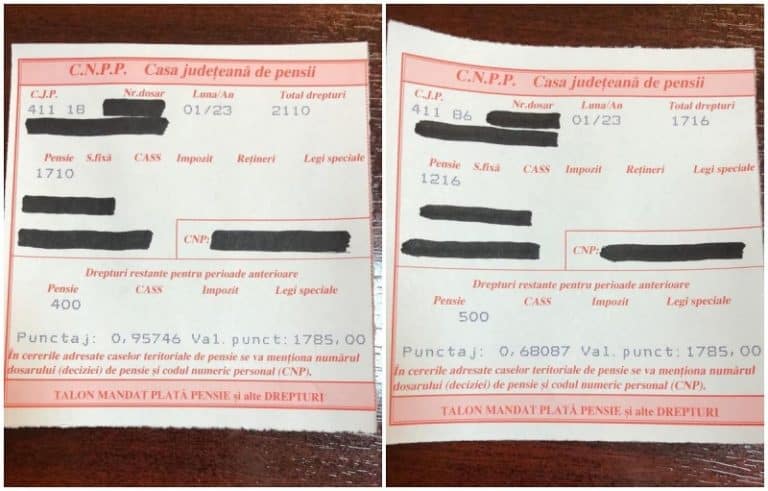 C.N.P.P. Casa județeană de pensii
C.J.P. Nr.dosar Luna/An Total drepturi
411 18 01/23 2110
Pensie S.fixă CASS Impozit Rețineri Legi speciale
1710
CNP:
Drepturi restante pentru perioade anterioare
Pensie CASS Impozit Legi speciale
400
Punctaj: 0,95746 Val. punct: 1785,00
În cererile adresate caselor teritoriale de pensie se va menționa numărul
dosarului (deciziei) de pensie și codul numeric personal (CNP).
TALON MANDAT PLATĂ PENSIE și alte DREPTURI
C.N.P.P. Casa județeană de pensii
C.J.P. Nr.dosar Luna/An Total drepturi
411 86 01/23 1716
Pensie S.fixă CASS Impozit Rețineri Legi speciale
1216
CNP:
Drepturi restante pentru perioade anterioare
Pensie CASS Impozit Legi speciale
500
Punctaj: 0,68087 Val. punct: 1785,00
În cererile adresate caselor teritoriale de pensie se va menționa numărul
dosarului (deciziei) de pensie și codul numeric personal (CNP).
TALON MANDAT PLATĂ PENSIE și alte DREPTURI